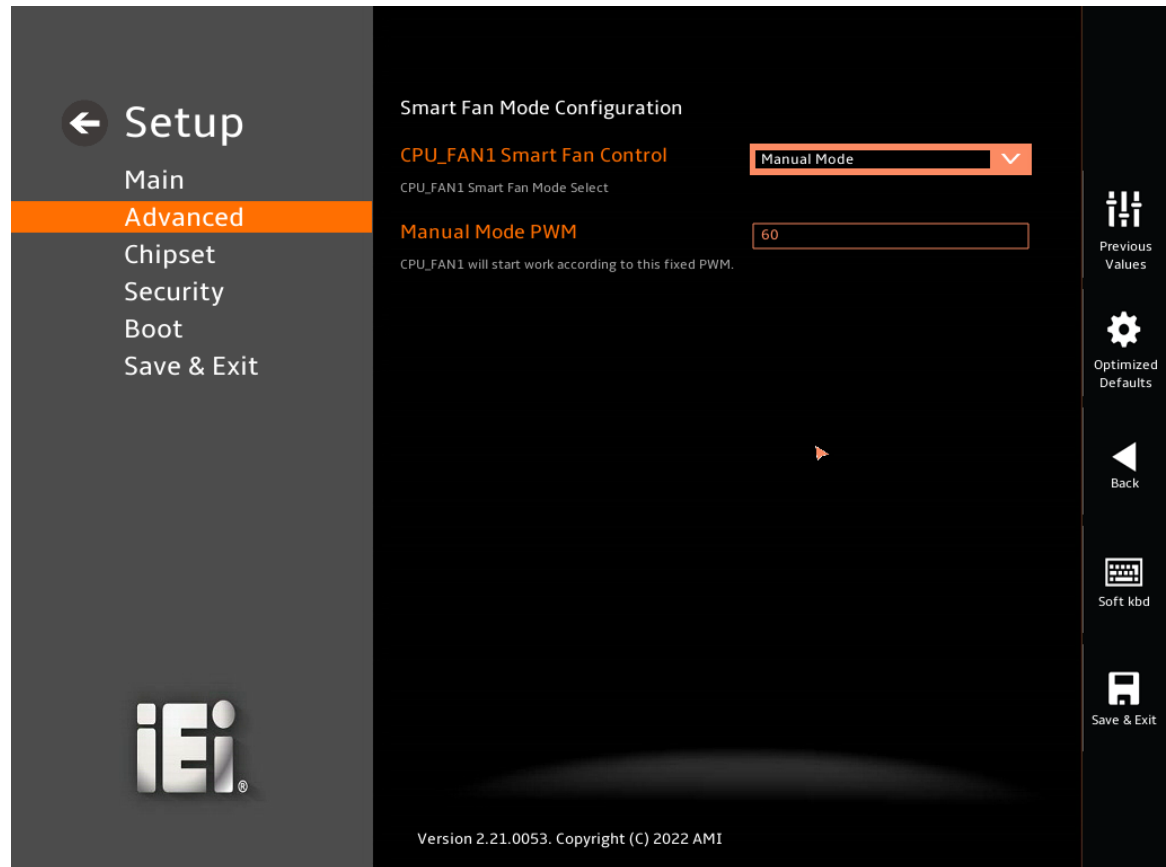 Setup
Main
Advanced
Chipset
Security
Boot
Save & Exit
iEi®
Smart Fan Mode Configuration
CPU_FAN1 Smart Fan Control
Manual Mode
CPU_FAN1 Smart Fan Mode Select
Manual Mode PWM
60
CPU_FAN1 will start work according to this fixed PWM.
Version 2.21.0053. Copyright (C) 2022 AMI
Previous
Values
Optimized
Defaults
Back
Soft kbd
Save & Exit